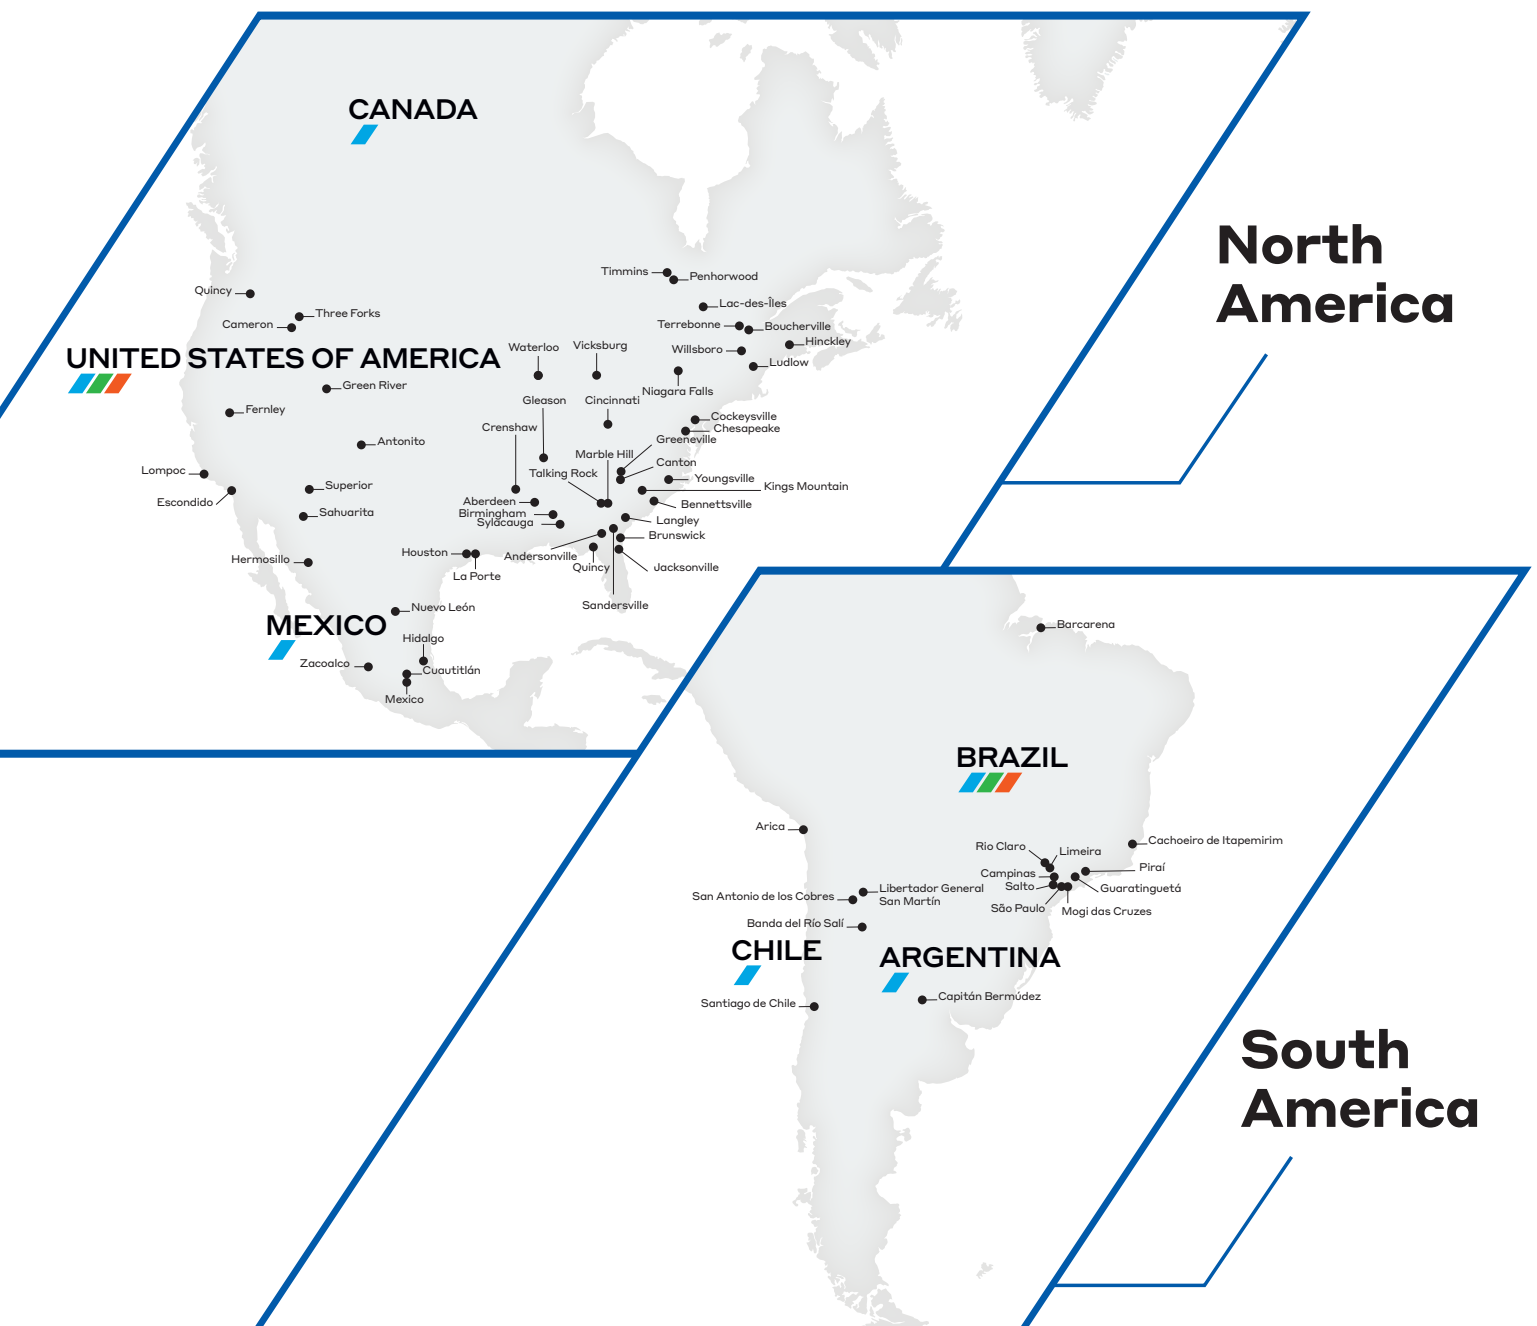 CANADA
North
America
Timmins
Penhorwood
Quincy
Lac-des-Îles
Three Forks
Cameron
Terrebonne
Boucherville
Hinckley
Willsboro
Ludlow
UNITED STATES OF AMERICA
Waterloo
Vicksburg
Green River
Niagara Falls
Gleason
Cincinnati
Fernley
Cockeysville
Chesapeake
Crenshaw
Greeneville
Antonito
Marble Hill
Canton
Lompoc
Talking Rock
Youngsville
Superior
Kings Mountain
Escondido
Aberdeen
Bennettsville
Sahuarita
Birmingham
Sylacauga
Langley
Brunswick
Houston
Andersonville
Hermosillo
Quincy
Jacksonville
La Porte
Sandersville
Nuevo León
MEXICO
Hidalgo
Zacoalco
Cuautitlán
Mexico
Barcarena
BRAZIL
Arica
Cachoeiro de Itapemirim
Rio Claro
Limeira
Piraí
Campinas
Salto
Guaratinguetá
São Paulo
Mogi das Cruzes
San Antonio de los Cobres
Libertador General
San Martín
Banda del Río Salí
CHILE
ARGENTINA
Santiago de Chile
Capitán Bermúdez
South
America